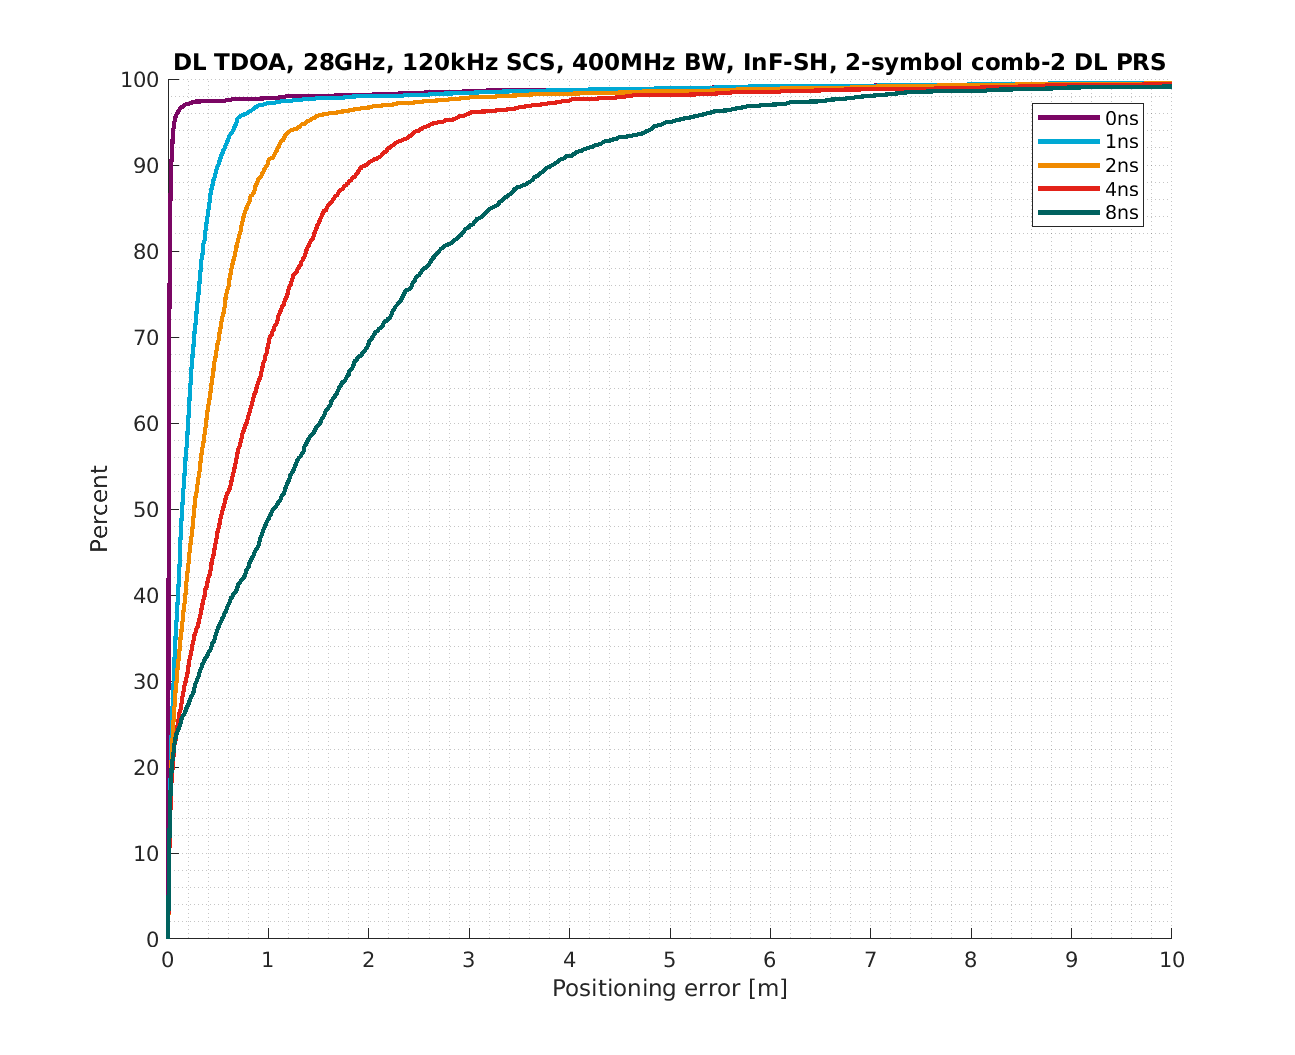 DL TDOA, 28GHz, 120kHz SCS, 400MHz BW, InF-SH, 2-symbol comb-2 DL PRS
100
90
80
70
60
50
40
30
20
10
0
Percent
0ns
1ns
2ns
4ns
8ns
0 1 2 3 4 5 6 7 8 9 10
Positioning error [m]